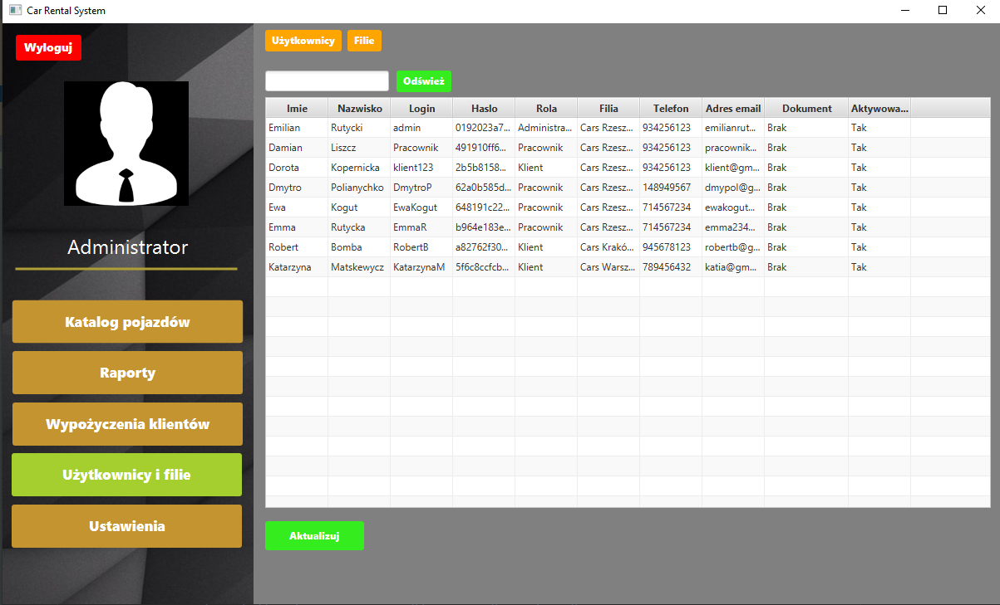 Car Rental System
Wyloguj
Administrator
Katalog pojazdów
Raporty
Wypożyczenia klientów
Użytkownicy i filie
Ustawienia
Użytkownicy Filie
Odśwież
Imie Nazwisko Login Haslo Rola Filia Telefon Adres email Dokument Aktywowa...
Emilian Rutycki admin 0192023a7... Administra... Cars Rzesz... 934256123 emilianrut... Brak Tak
Damian Liszcz Pracownik 491910ff6... Pracownik Cars Rzesz... 934256123 pracownik... Brak Tak
Dorota Kopernicka klient123 2b5b8158... Klient Cars Rzesz... 934256123 klient@gm... Brak Tak
Dmytro Polianychko DmytroP 62a0b585d... Pracownik Cars Rzesz... 148949567 dmypol@g... Brak Tak
Ewa Kogut EwaKogut 648191c22... Pracownik Cars Rzesz... 714567234 ewakogut... Brak Tak
Emma Rutycka EmmaR b964e183e... Pracownik Cars Rzesz... 714567234 emma234... Brak Tak
Robert Bomba RobertB a82762f30... Klient Cars Krakó... 945678123 robertb@g... Brak Tak
Katarzyna Matskewycz KatarzynaM 5f6c8ccfcb... Klient Cars Warsz... 789456432 katia@gm... Brak Tak
Aktualizuj